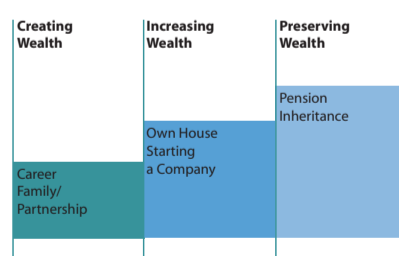 Creating
Wealth
Increasing
Wealth
Preserving
Wealth
Career
Family/
Partnership
Own House
Starting
a Company
Pension
Inheritance